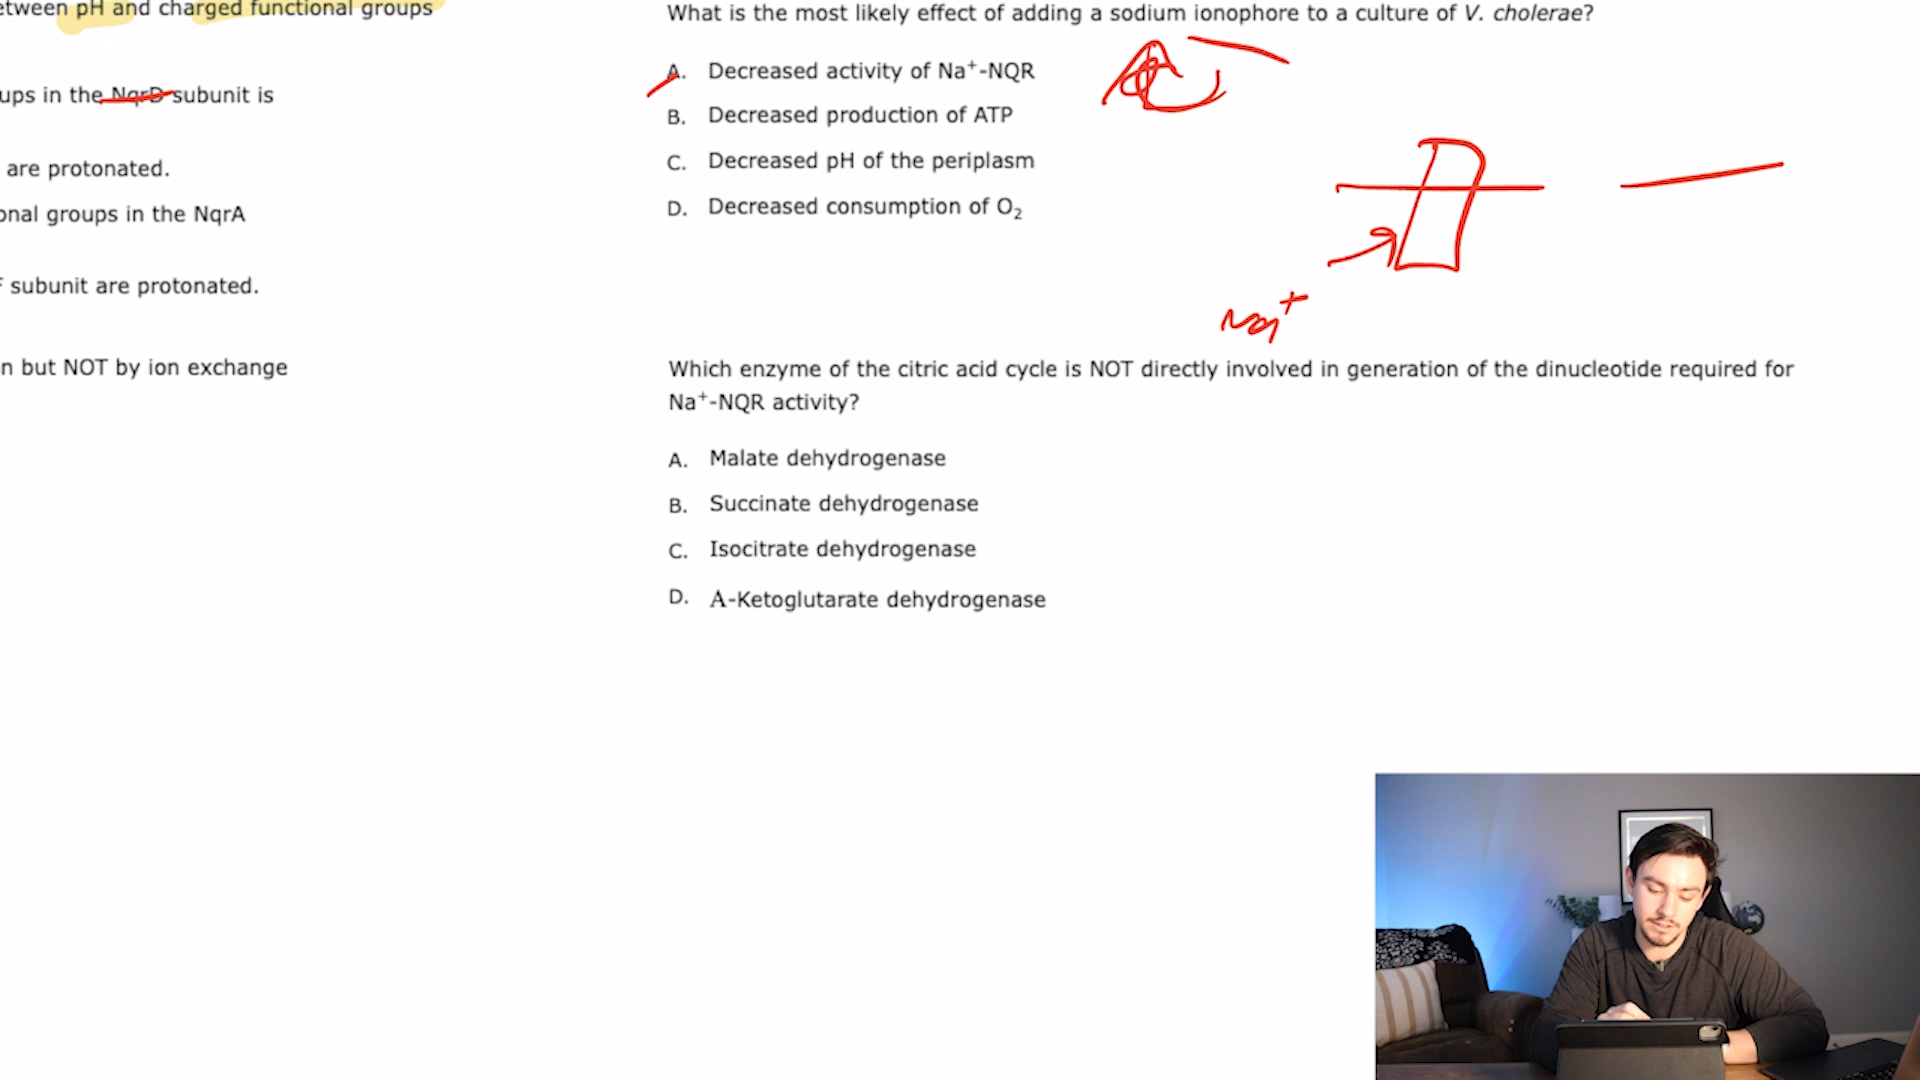 etween pH and charged functional groups
ups in the NqrD subunit is
are protonated.
onal groups in the NqrA
F subunit are protonated.
n but NOT by ion exchange
What is the most likely effect of adding a sodium ionophore to a culture of V. cholerae?
A. Decreased activity of Na⁺-NQR
B. Decreased production of ATP
C. Decreased pH of the periplasm
D. Decreased consumption of O₂
Na⁺
Which enzyme of the citric acid cycle is NOT directly involved in generation of the dinucleotide required for
Na⁺-NQR activity?
A. Malate dehydrogenase
B. Succinate dehydrogenase
C. Isocitrate dehydrogenase
D. A-Ketoglutarate dehydrogenase